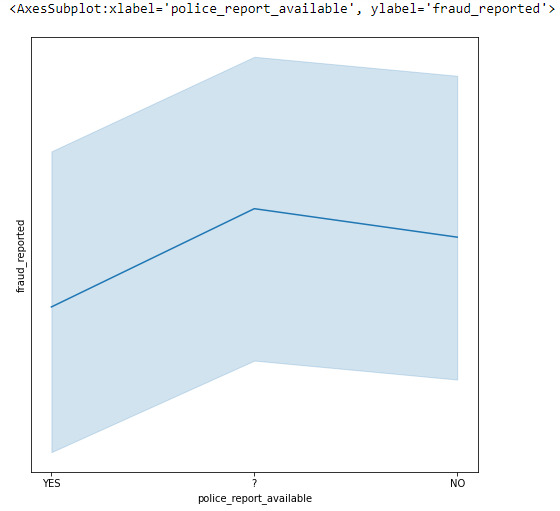 <AxesSubplot:xlabel='police_report_available', ylabel='fraud_reported'>
fraud_reported
YES ? NO
police_report_available